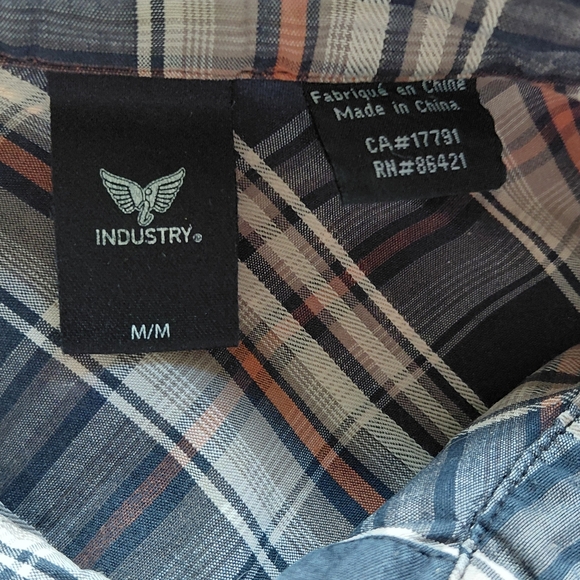 INDUSTRY®
M/M
Fabriqué en Chine
Made in China
CA#17791
RN#86421